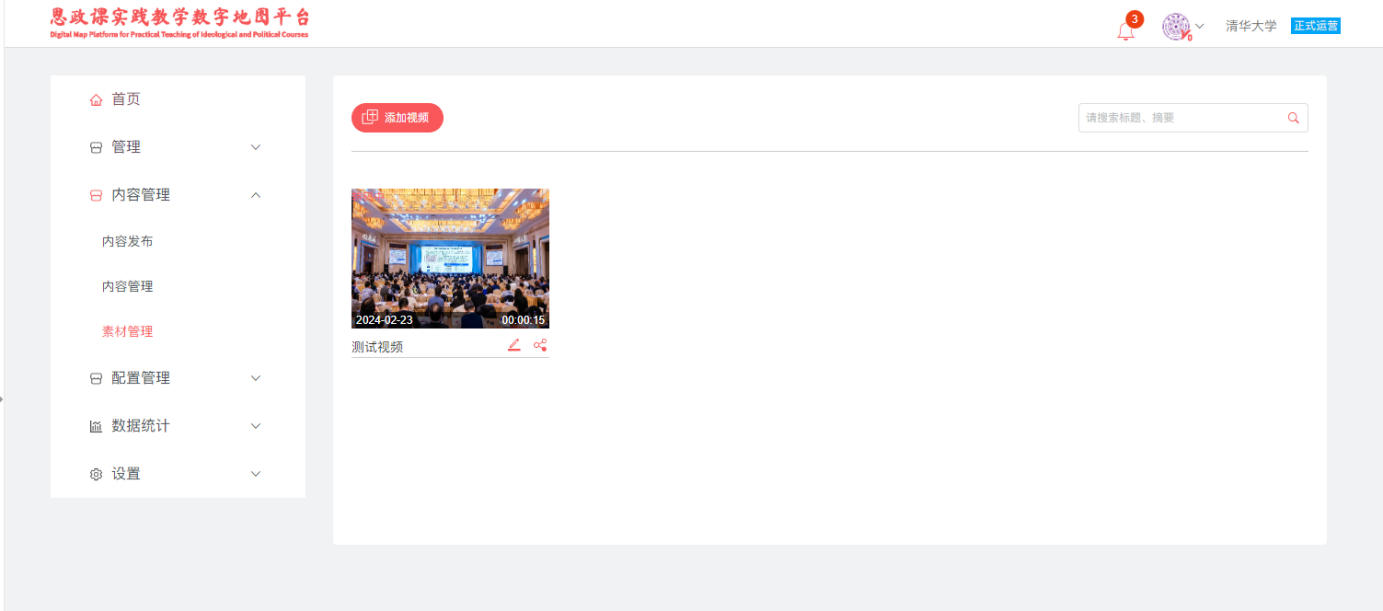 思政课实践教学数字地图平台
Digital Map Platform for Practical Teaching of Ideological and Political Courses
3
清华大学
正式运营
首页
管理
内容管理
内容发布
内容管理
素材管理
配置管理
数据统计
设置
添加视频
请搜索标题、摘要
2024-02-23
00:00:15
测试视频